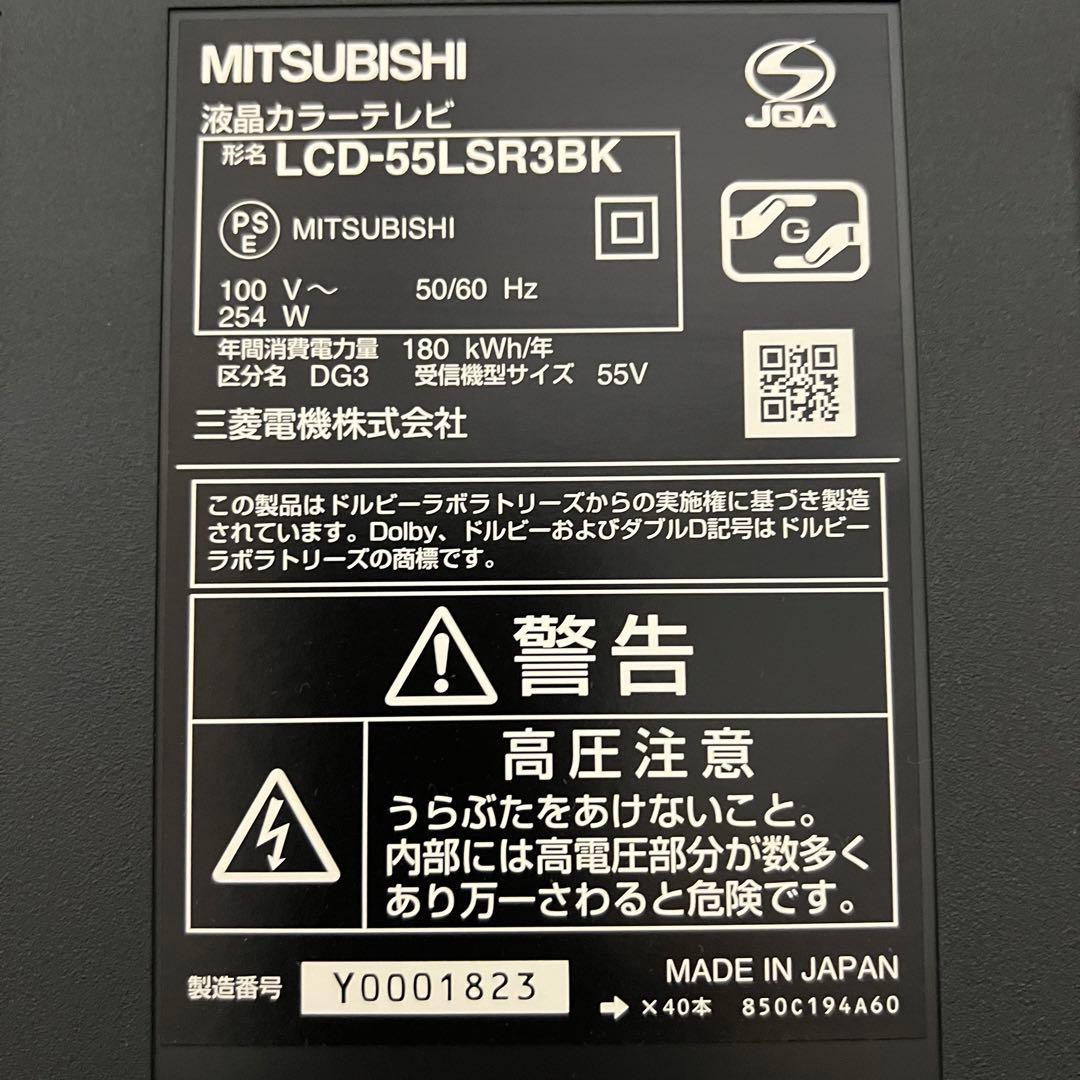 MITSUBISHI
JQA
液晶カラーテレビ
形名 LCD-55LSR3BK
PSE MITSUBISHI
G
100 V～ 50/60 Hz
254 W
年間消費電力量 180 kWh/年
区分名 DG3 受信機型サイズ 55V
三菱電機株式会社
この製品はドルビーラボラトリーズからの実施権に基づき製造
されています。Dolby、ドルビーおよびダブルD記号はドルビー
ラボラトリーズの商標です。
警告
高圧注意
うらぶたをあけないこと。
内部には高電圧部分が数多く
あり万一さわると危険です。
製造番号 Y0001823
MADE IN JAPAN
➡ ×40本 850C194A60